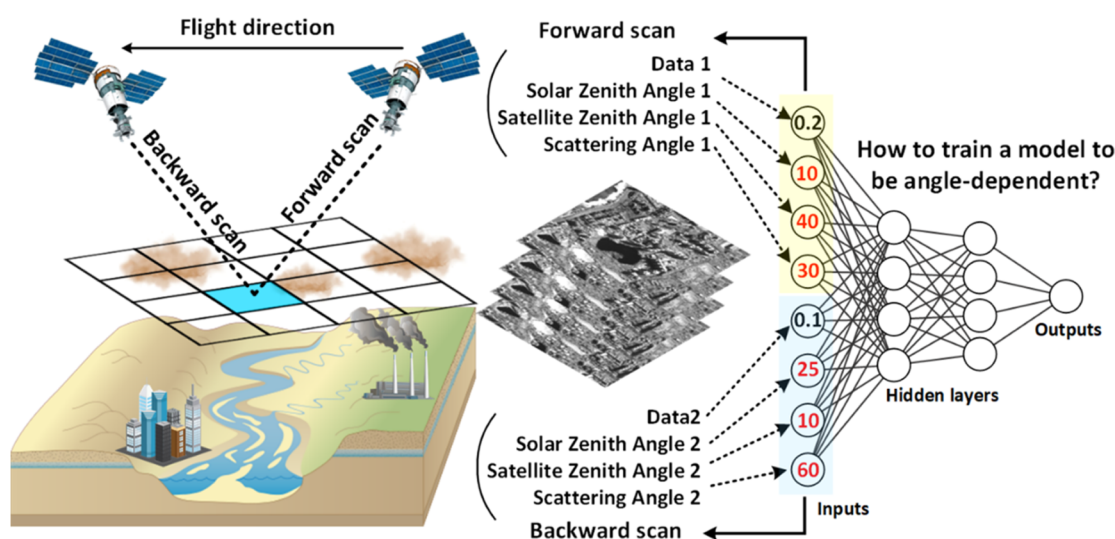 Flight direction
Backward scan
Forward scan
Forward scan
Data 1
Solar Zenith Angle 1
Satellite Zenith Angle 1
Scattering Angle 1
0.2
10
40
30
0.1
25
10
60
How to train a model to
be angle-dependent?
Outputs
Hidden layers
Data2
Solar Zenith Angle 2
Satellite Zenith Angle 2
Scattering Angle 2
Inputs
Backward scan